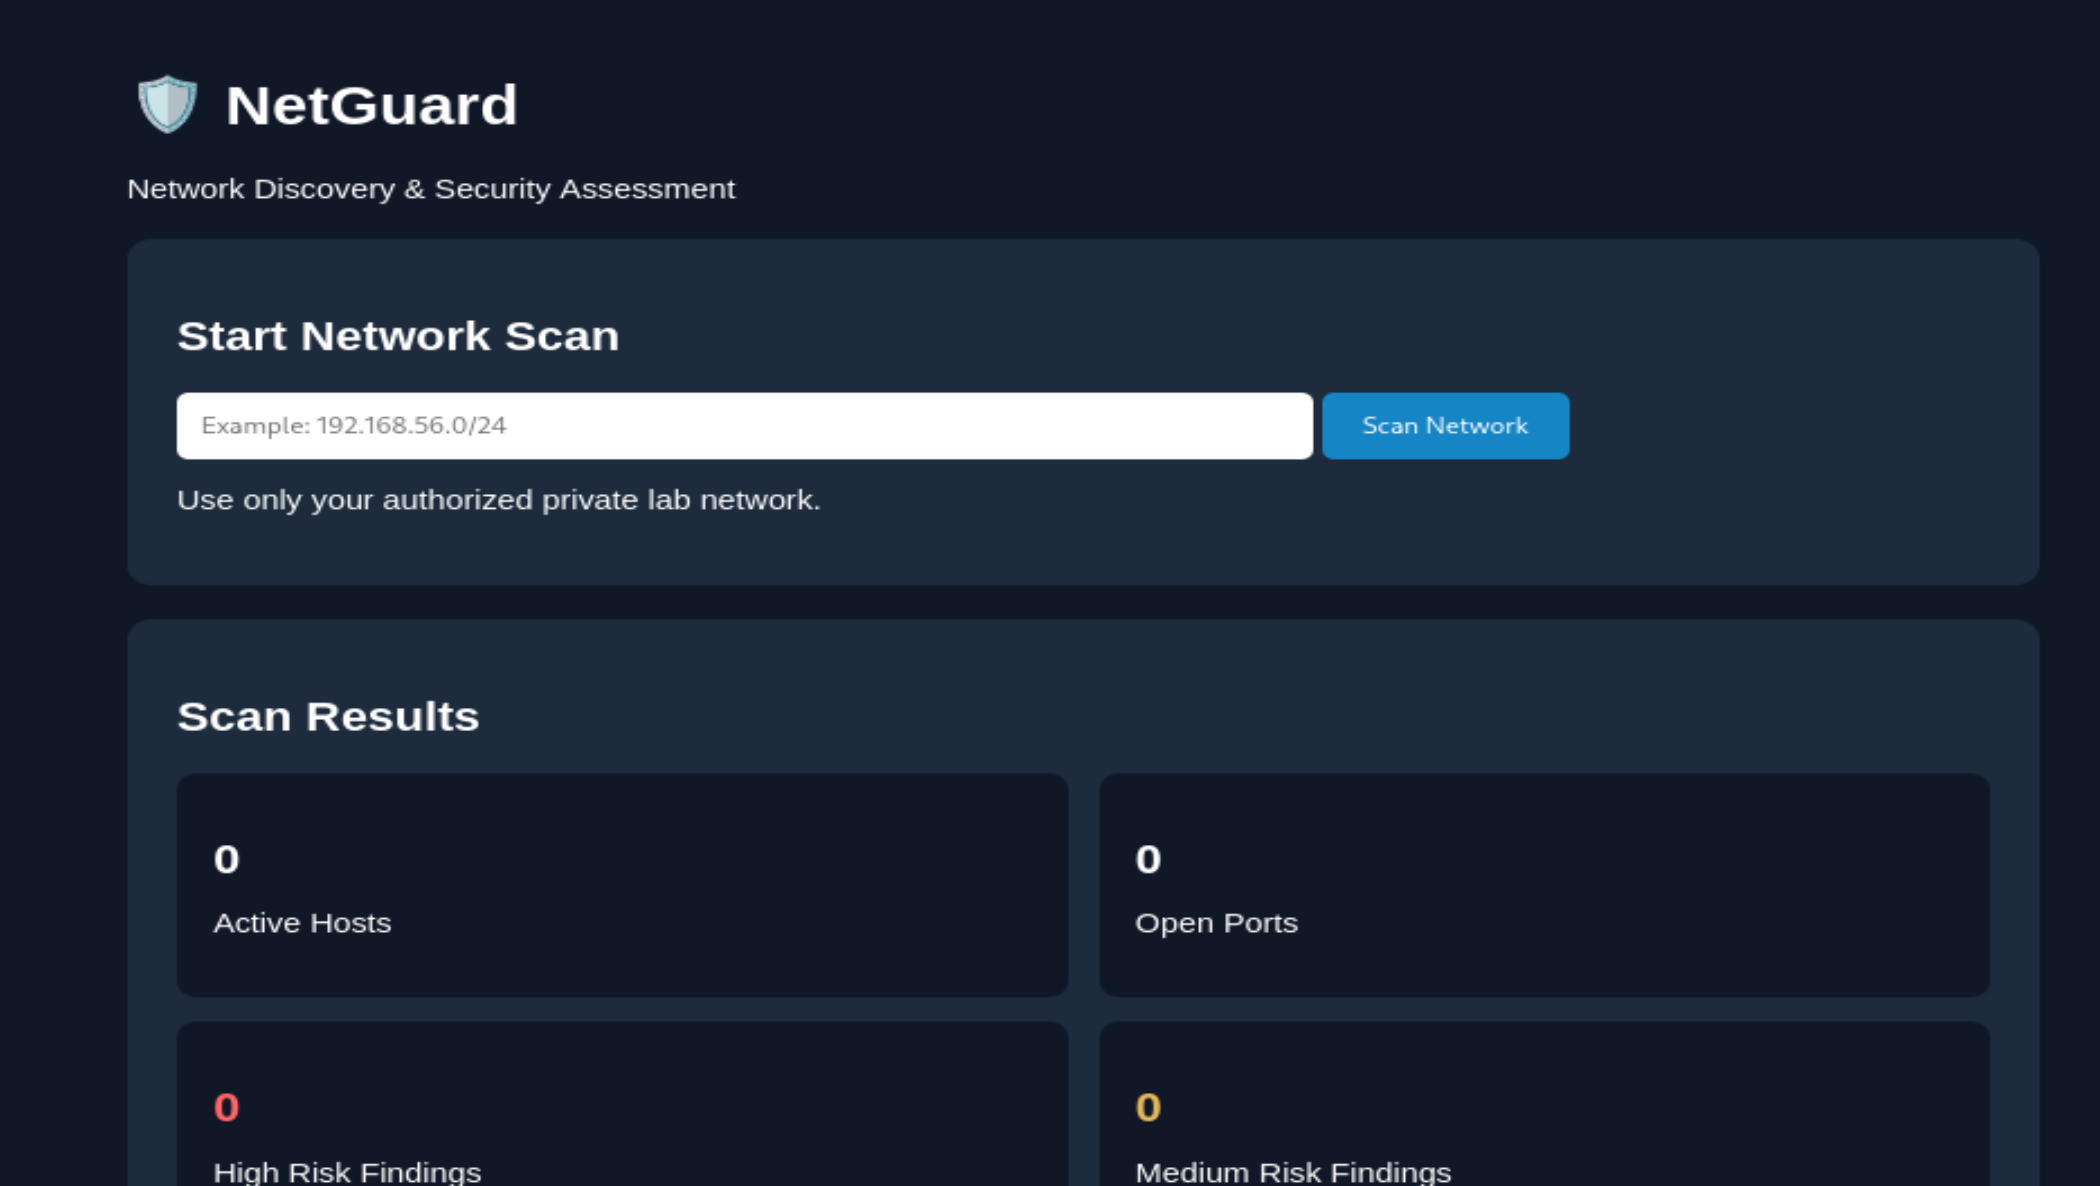 NetGuard
Network Discovery & Security Assessment
Start Network Scan
Example: 192.168.56.0/24
Scan Network
Use only your authorized private lab network.
Scan Results
0
Active Hosts
0
Open Ports
0
High Risk Findings
0
Medium Risk Findings